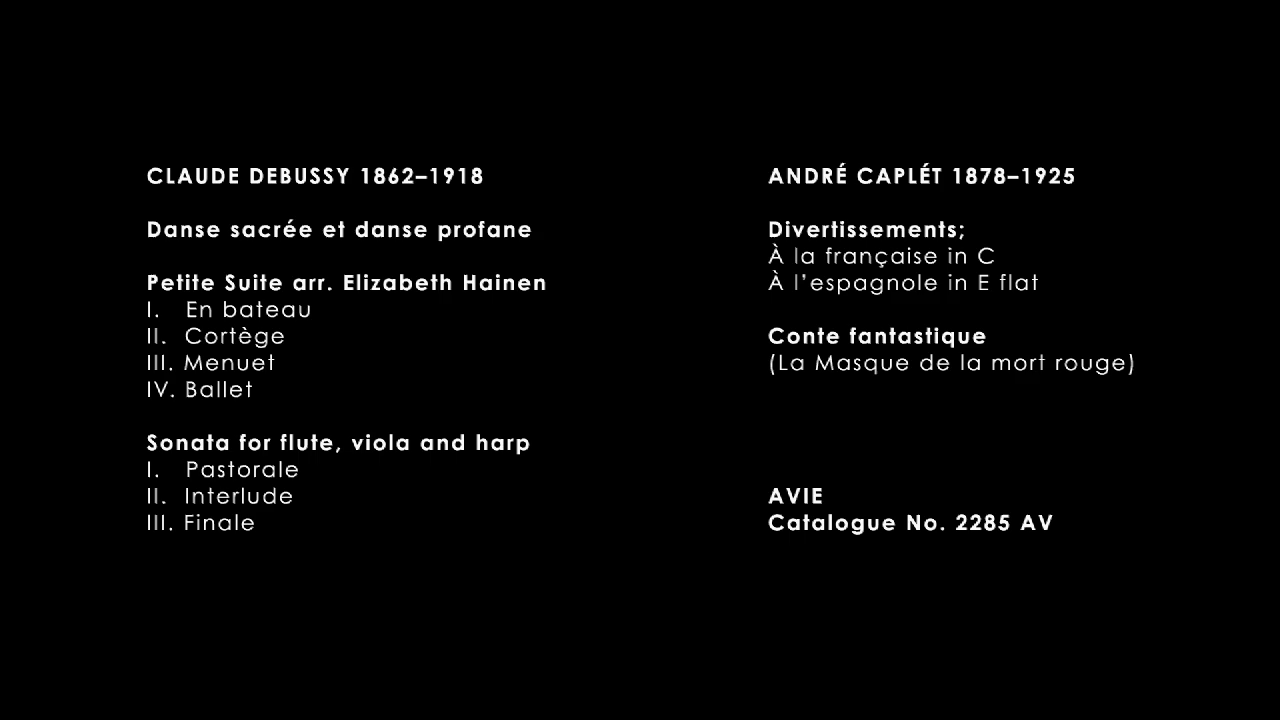 CLAUDE DEBUSSY 1862–1918
Danse sacrée et danse profane
Petite Suite arr. Elizabeth Hainen
I. En bateau
II. Cortège
III. Menuet
IV. Ballet
Sonata for flute, viola and harp
I. Pastorale
II. Interlude
III. Finale
ANDRÉ CAPLÉT 1878–1925
Divertissements;
À la française in C
À l’espagnole in E flat
Conte fantastique
(La Masque de la mort rouge)
AVIE
Catalogue No. 2285 AV